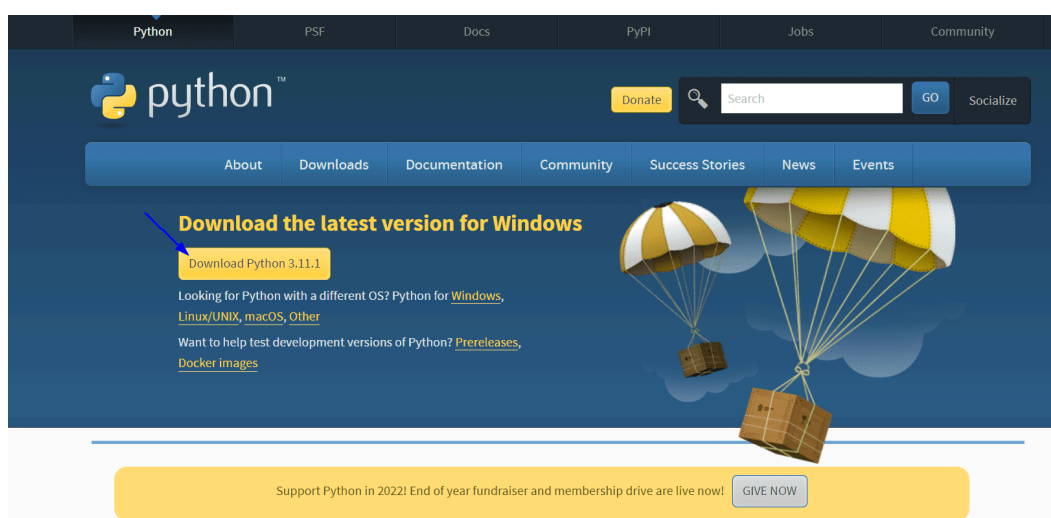 Python PSF Docs PyPI Jobs Community
python™
Donate Search GO Socialize
About Downloads Documentation Community Success Stories News Events
Download the latest version for Windows
Download Python 3.11.1
Looking for Python with a different OS? Python for Windows,
Linux/UNIX, macOS, Other
Want to help test development versions of Python? Prereleases,
Docker images
Support Python in 2022! End of year fundraiser and membership drive are live now! GIVE NOW